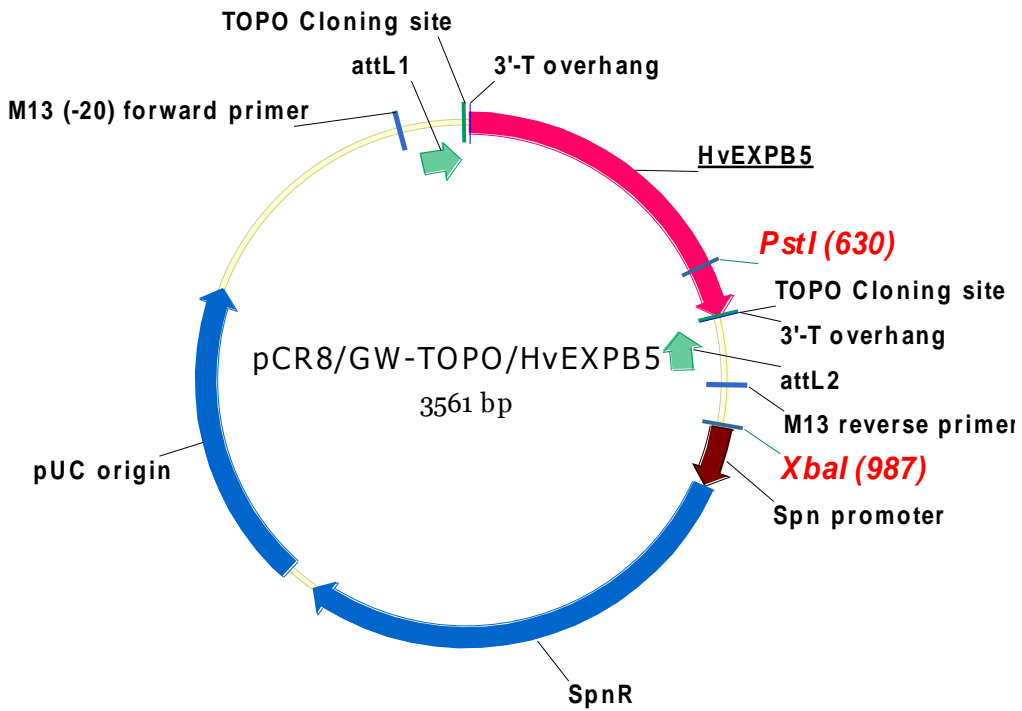 TOPO Cloning site
attL1
3'-T overhang
M13 (-20) forward primer
HvEXPB5
PstI (630)
TOPO Cloning site
3'-T overhang
pCR8/GW-TOPO/HvEXPB5
3561 bp
attL2
M13 reverse primer
XbaI (987)
pUC origin
Spn promoter
SpnR